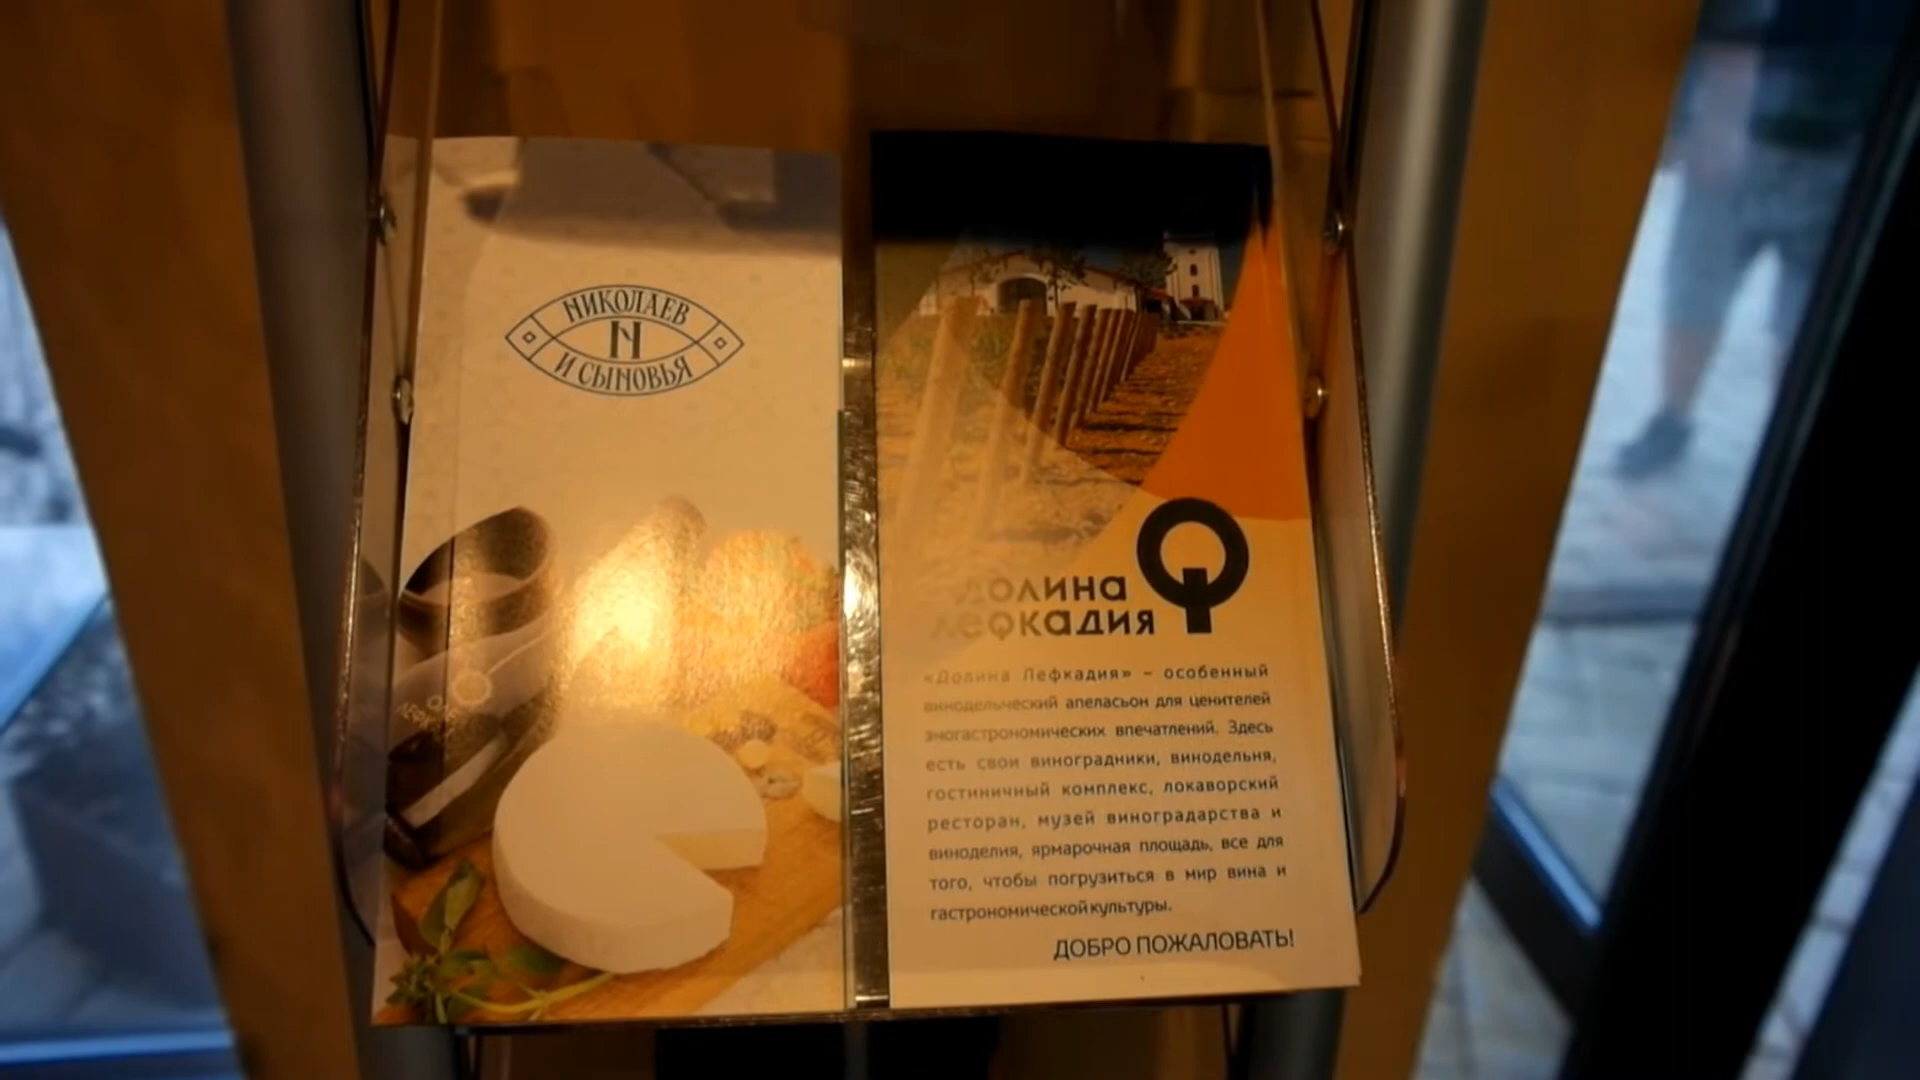 НИКОЛАЕВ
N
И СЫНОВЬЯ
долина
лефкадия
«Долина Лефкадия» – особенный
винодельческий апеласьон для ценителей
эногастрономических впечатлений. Здесь
есть свои виноградники, винодельня,
гостиничный комплекс, локаворский
ресторан, музей виноградарства и
виноделия, ярмарочная площадь, все для
того, чтобы погрузиться в мир вина и
гастрономической культуры.
ДОБРО ПОЖАЛОВАТЬ!